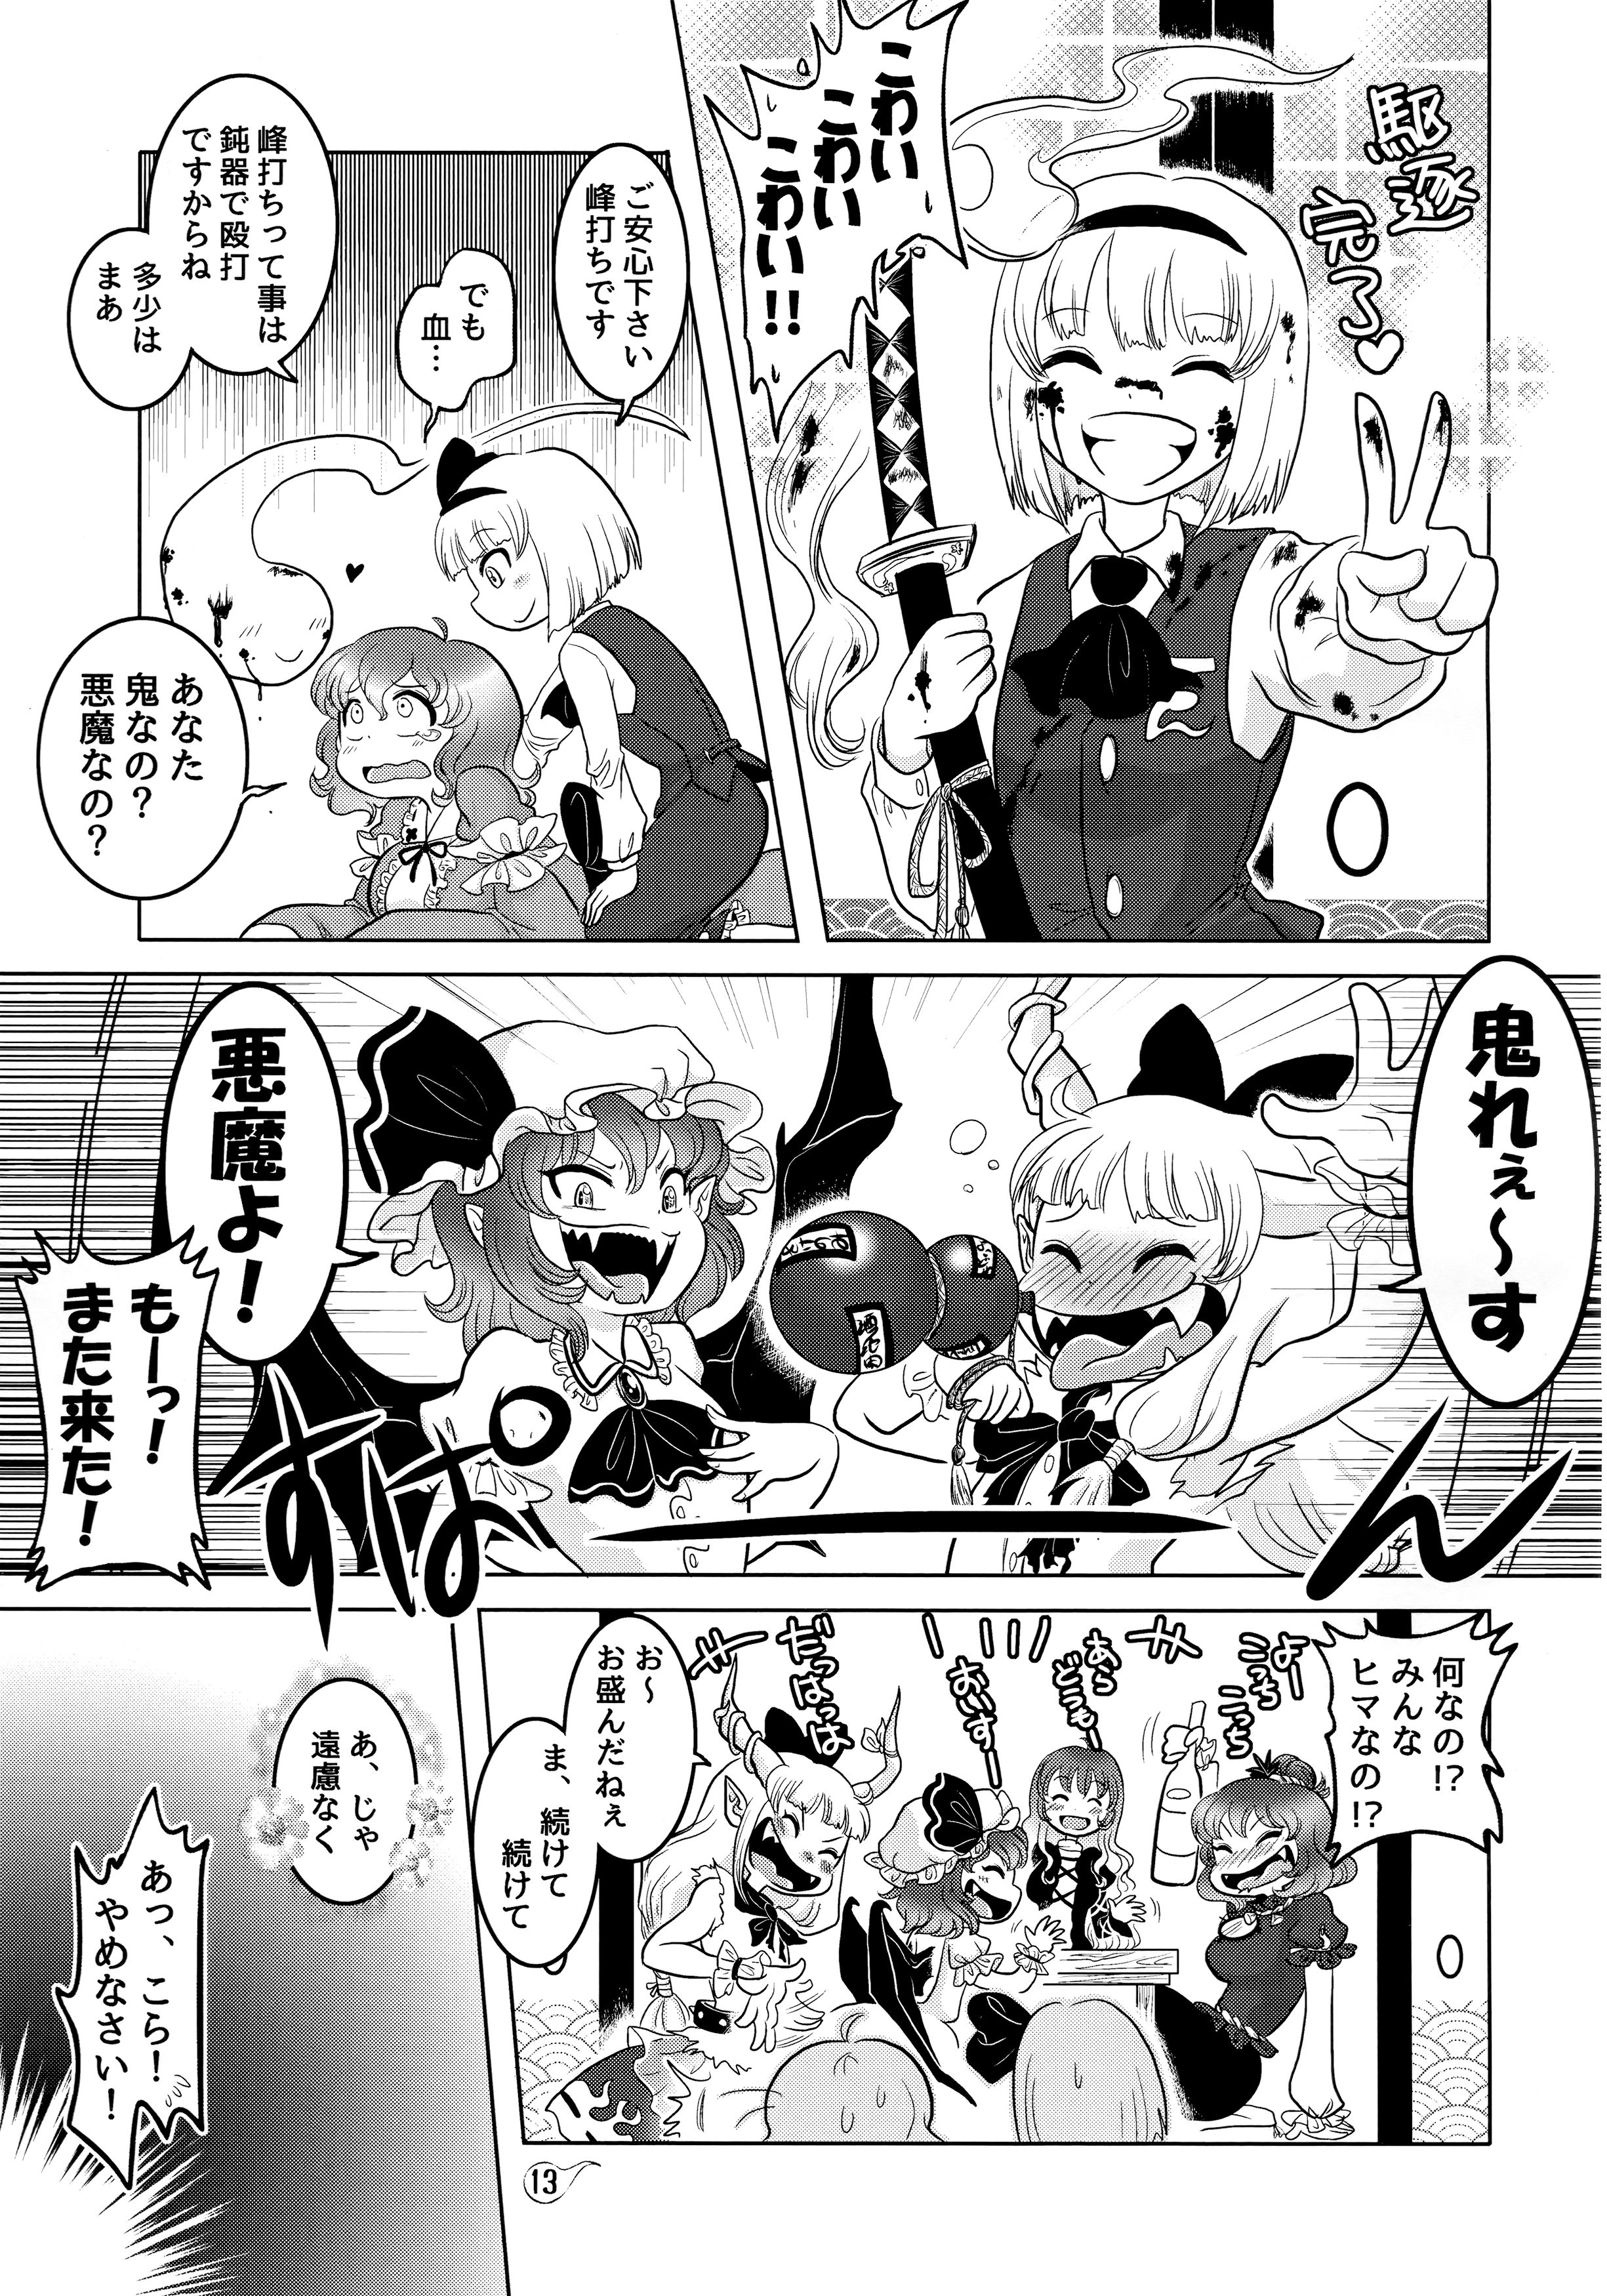 駆逐
完了♡
こわい
こわい
こわい!!
ご安心下さい
峰打ちです
でも
血…
峰打ちって事は
鈍器で殴打
ですからね
多少は
まあ
あなた
鬼なの?
悪魔なの?
鬼れぇ～す
悪魔よ!
すぱーん
もーっ!
また来た!
何なの!?
みんな
ヒマなの!?
よー
こっち
こっち
あら
どうもー
おいすー
だっはっは
お～
お盛んだねぇ
ま、続けて
続けて
あ、じゃ
遠慮なく
あっ、こら!
やめなさい!
13